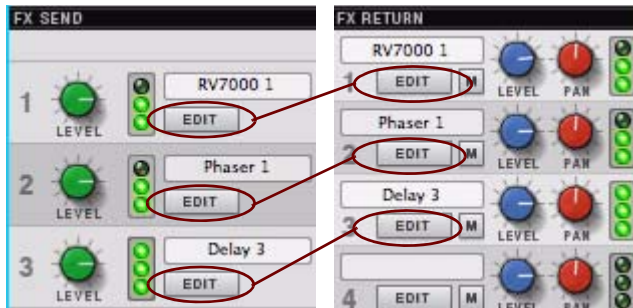 FX SEND
1
LEVEL
RV7000 1
EDIT
2
LEVEL
Phaser 1
EDIT
3
LEVEL
Delay 3
EDIT
FX RETURN
RV7000 1
1 EDIT M
LEVEL PAN
Phaser 1
2 EDIT M
LEVEL PAN
Delay 3
3 EDIT M
LEVEL PAN
4 EDIT M
LEVEL PAN